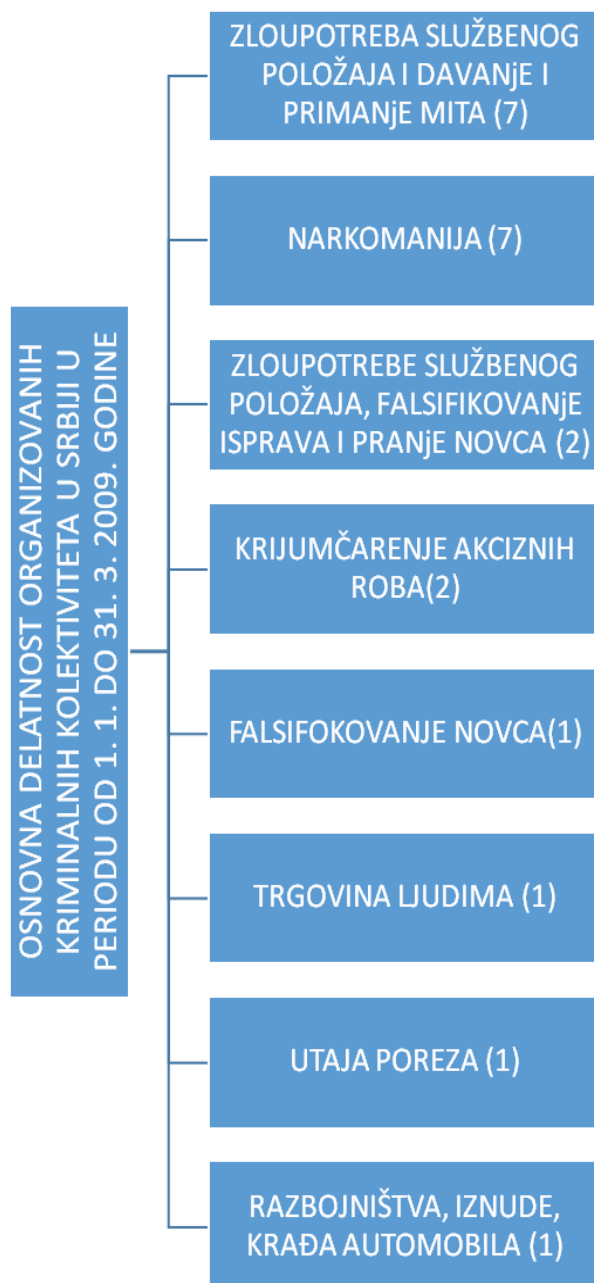 OSNOVNA DELATNOST ORGANIZOVANIH
KRIMINALNIH KOLEKTIVITETA U SRBIJI U
PERIODU OD 1. 1. DO 31. 3. 2009. GODINE
ZLOUPOTREBA SLUŽBENOG
POLOŽAJA I DAVANjE I
PRIMANjE MITA (7)
NARKOMANIJA (7)
ZLOUPOTREBE SLUŽBENOG
POLOŽAJA, FALSIFIKOVANjE
ISPRAVA I PRANjE NOVCA (2)
KRIJUMČARENJE AKCIZNIH
ROBA(2)
FALSIFOKOVANJE NOVCA(1)
TRGOVINA LJUDIMA (1)
UTAJA POREZA (1)
RAZBOJNIŠTVA, IZNUDE,
KRAĐA AUTOMOBILA (1)